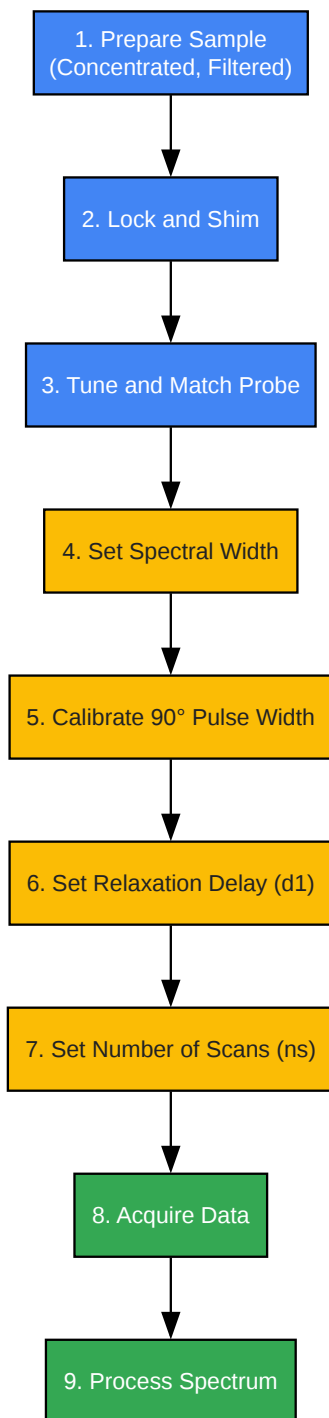 1. Prepare Sample
(Concentrated, Filtered)
2. Lock and Shim
3. Tune and Match Probe
4. Set Spectral Width
5. Calibrate 90° Pulse Width
6. Set Relaxation Delay (d1)
7. Set Number of Scans (ns)
8. Acquire Data
9. Process Spectrum